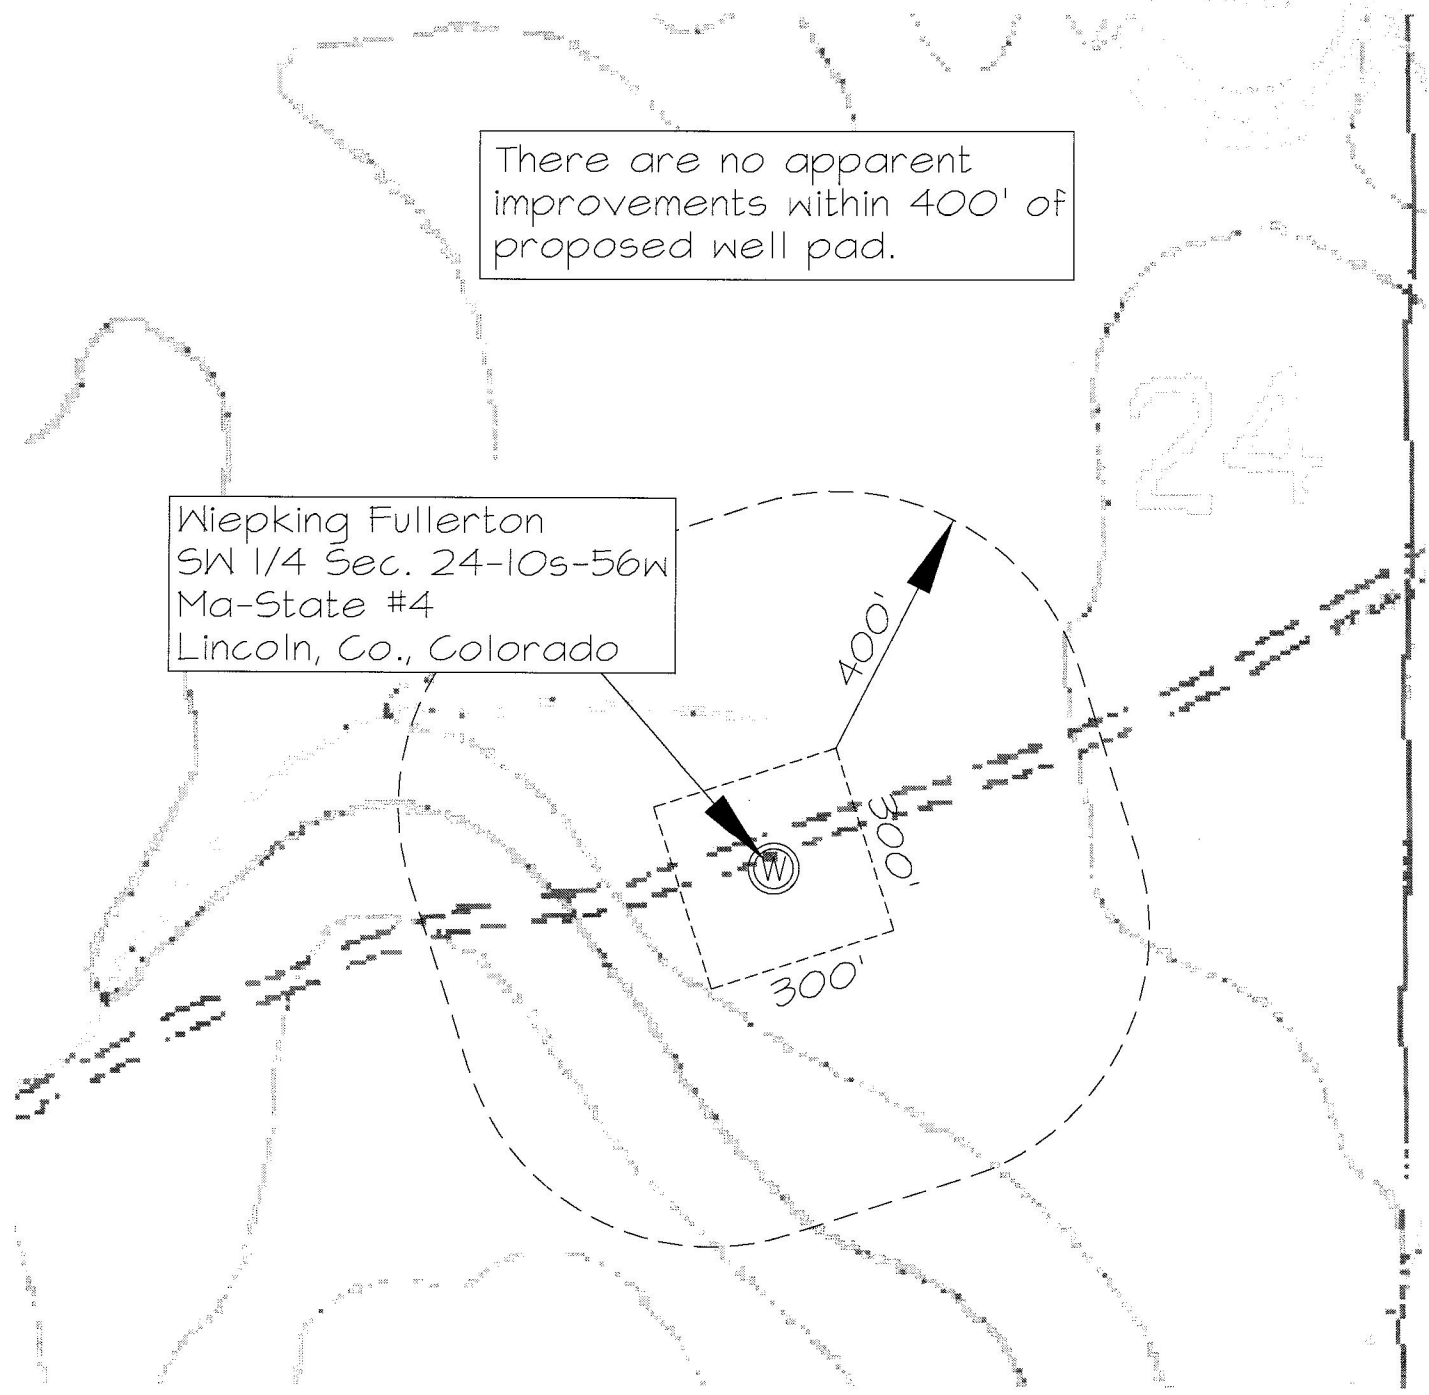 There are no apparent
improvements within 400' of
proposed well pad.
24
Wiepking Fullerton
SW 1/4 Sec. 24-10s-56w
Ma-State #4
Lincoln, Co., Colorado
400'
300'
W
300'